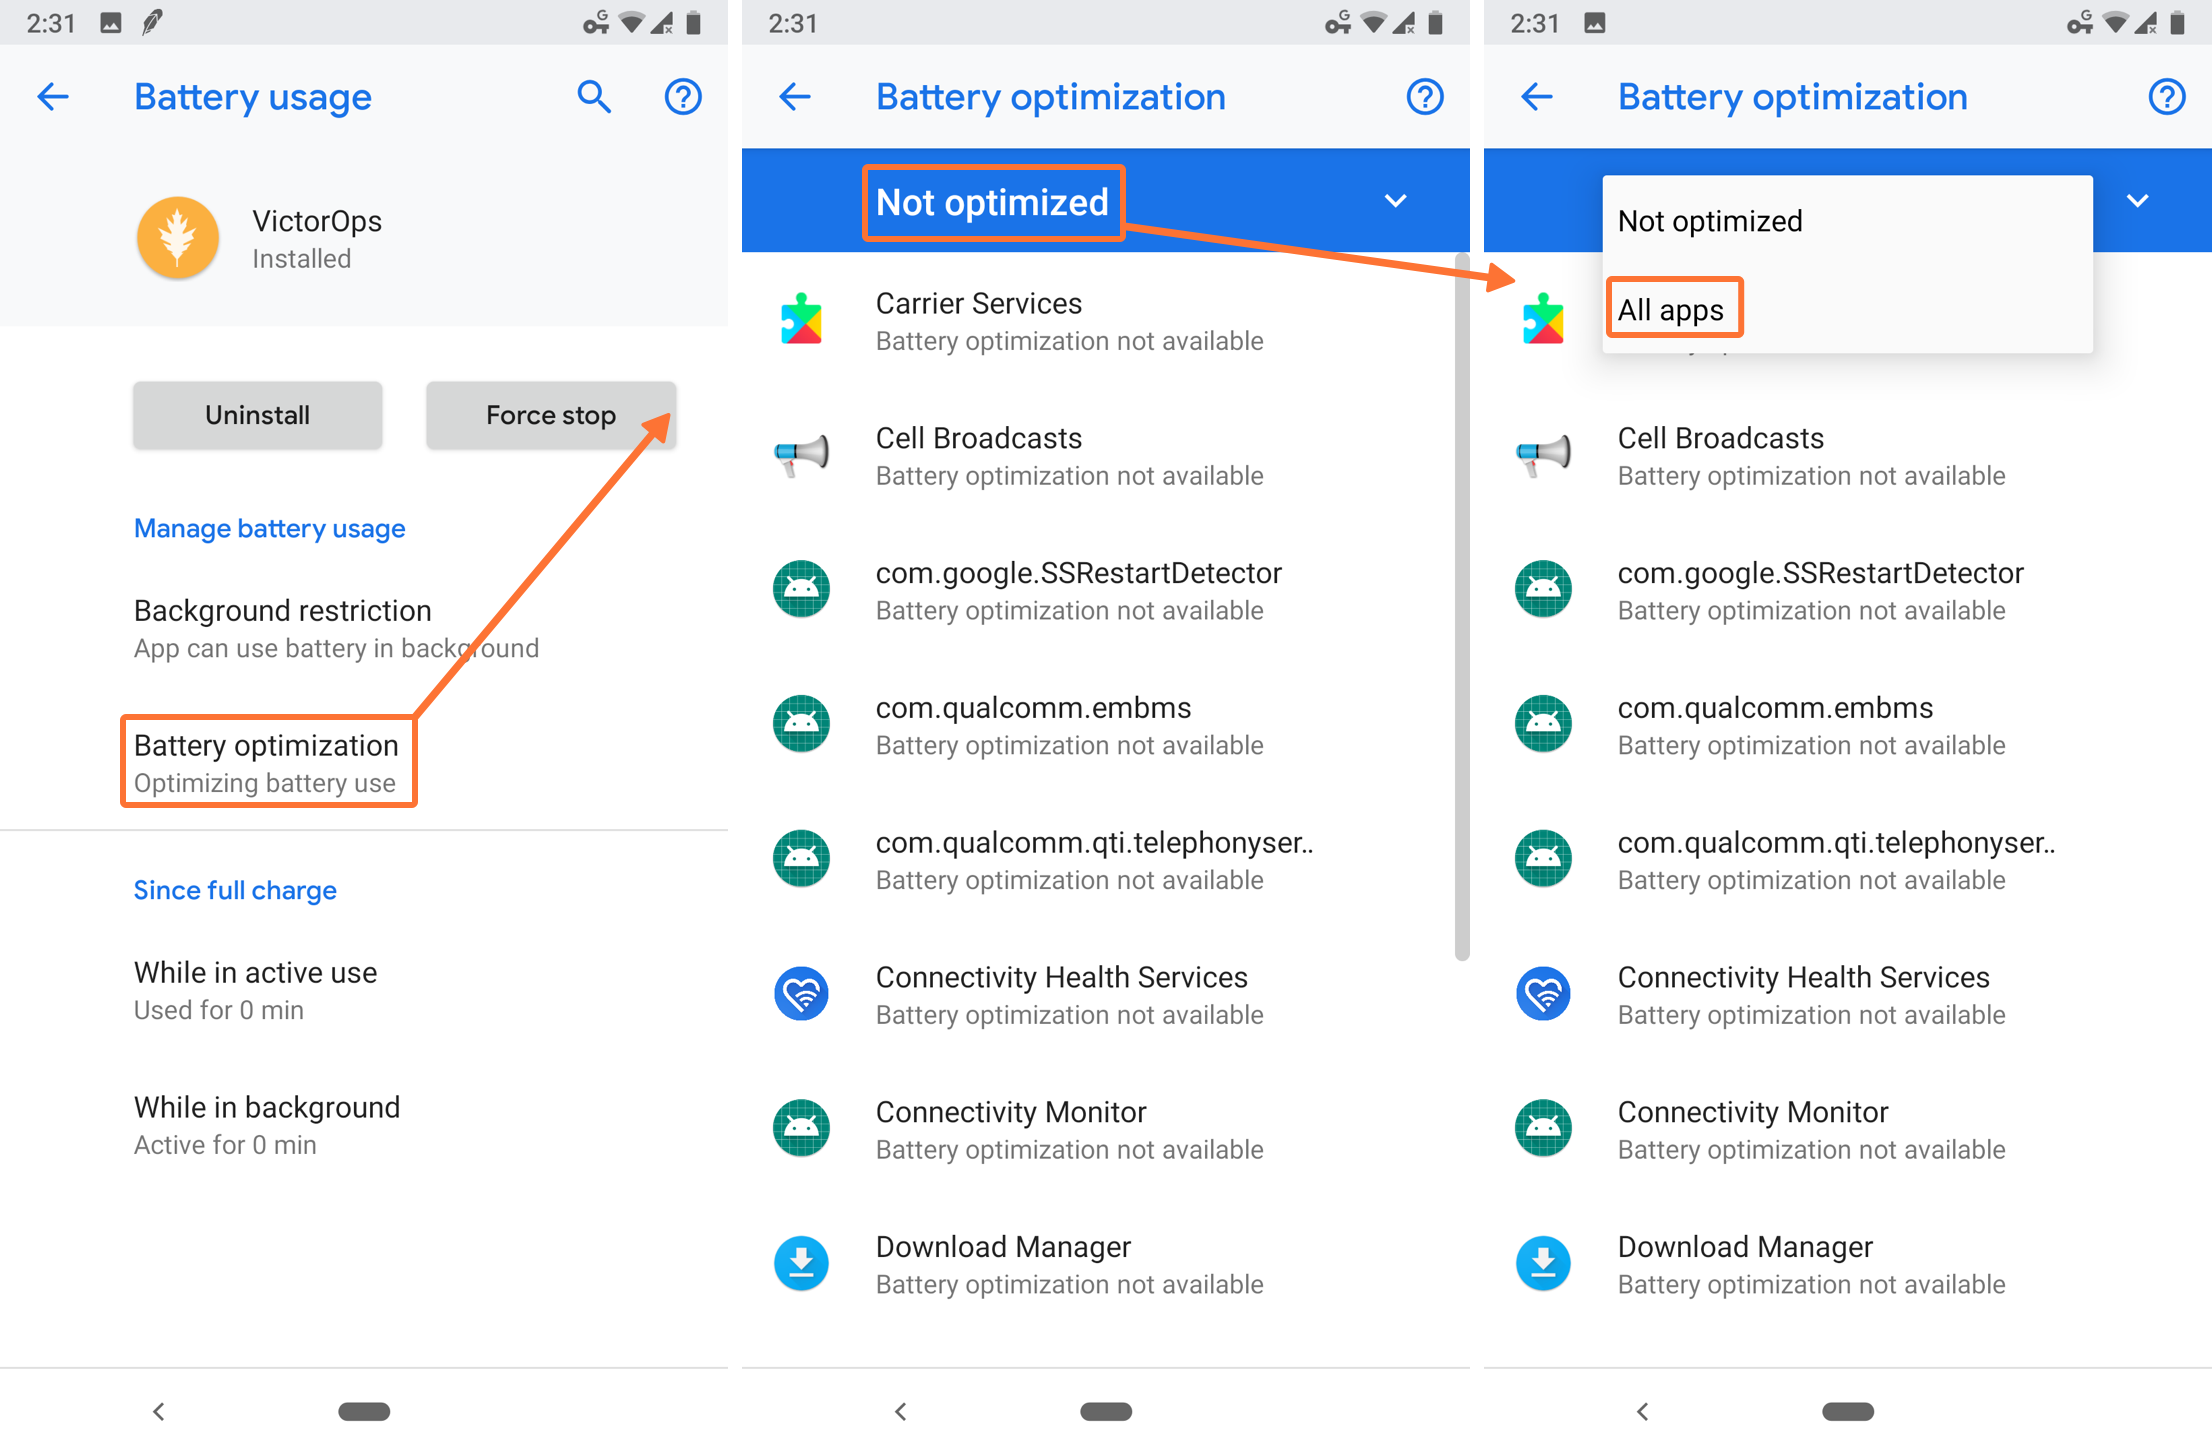 2:31
Battery usage
VictorOps
Installed
Uninstall
Force stop
Manage battery usage
Background restriction
App can use battery in background
Battery optimization
Optimizing battery use
Since full charge
While in active use
Used for 0 min
While in background
Active for 0 min
2:31
Battery optimization
Not optimized
Carrier Services
Battery optimization not available
Cell Broadcasts
Battery optimization not available
com.google.SSRestartDetector
Battery optimization not available
com.qualcomm.embms
Battery optimization not available
com.qualcomm.qti.telephonyser..
Battery optimization not available
Connectivity Health Services
Battery optimization not available
Connectivity Monitor
Battery optimization not available
Download Manager
Battery optimization not available
2:31
Battery optimization
Not optimized
All apps
Cell Broadcasts
Battery optimization not available
com.google.SSRestartDetector
Battery optimization not available
com.qualcomm.embms
Battery optimization not available
com.qualcomm.qti.telephonyser..
Battery optimization not available
Connectivity Health Services
Battery optimization not available
Connectivity Monitor
Battery optimization not available
Download Manager
Battery optimization not available